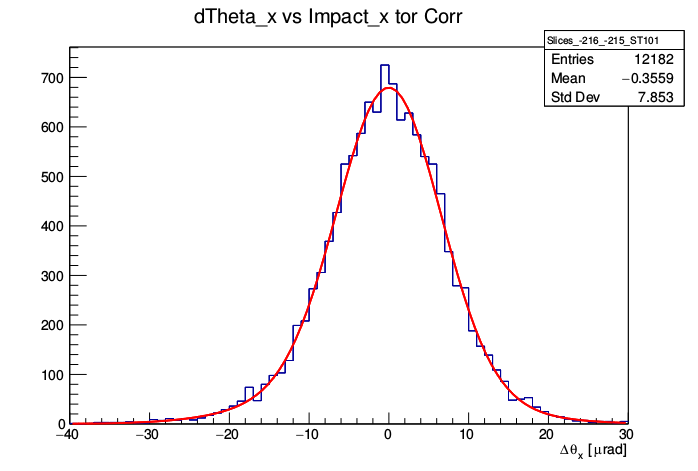 dTheta_x vs Impact_x tor Corr
Slices_-216_-215_ST101
Entries 12182
Mean −0.3559
Std Dev 7.853
700
600
500
400
300
200
100
0
−40 −30 −20 −10 0 10 20 30
Δθx [μrad]